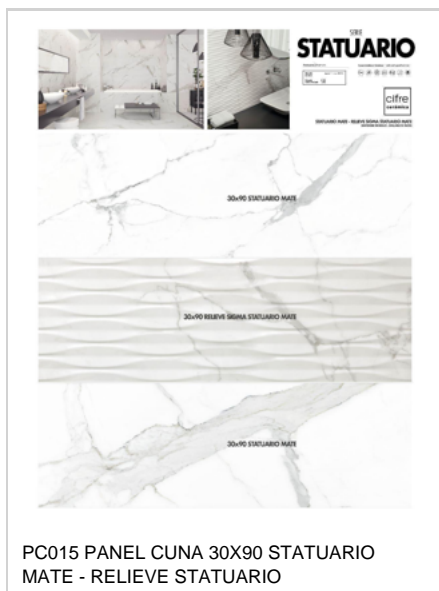 SERIE
STATUARIO
cifre
cerámica
STATUARIO MATE - RELIEVE SIGMA STATUARIO MATE
30x90 STATUARIO MATE
30x90 RELIEVE SIGMA STATUARIO MATE
30x90 STATUARIO MATE
PC015 PANEL CUNA 30X90 STATUARIO
MATE - RELIEVE STATUARIO